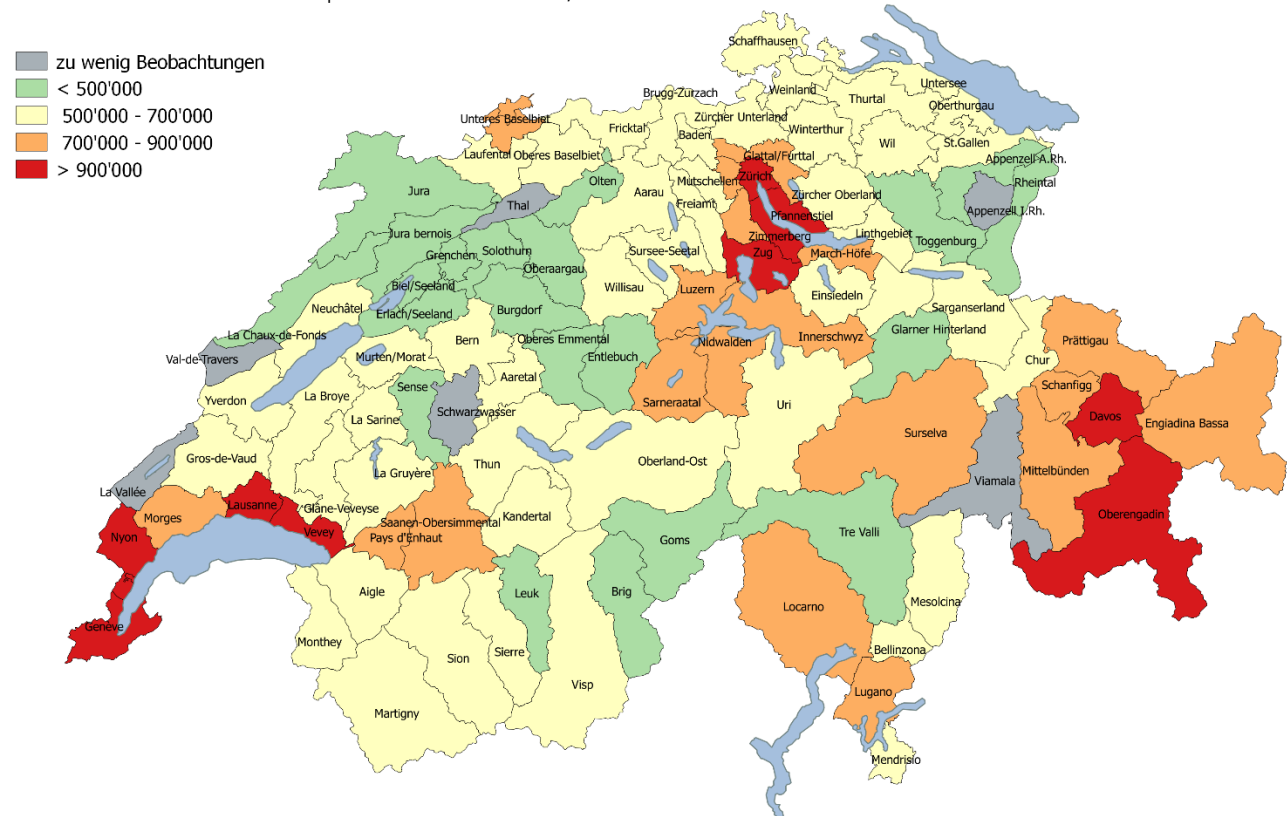 zu wenig Beobachtungen
< 500'000
500'000 - 700'000
700'000 - 900'000
> 900'000
Schaffhausen
Untersee
Brugg-Zurzach
Weinland
Thurtal
Oberthurgau
Unteres Baselbiet
Zürcher Unterland
Fricktal
Baden
Winterthur
Wil
St.Gallen
Laufental
Oberes Baselbiet
Glattal/Furttal
Appenzell A.Rh.
Jura
Olten
Aarau
Mutschellen
Zürich
Rheintal
Thal
Freiamt
Zürcher Oberland
Appenzell I.Rh.
Pfannenstiel
Jura bernois
Zimmerberg
Linthgebiet
Toggenburg
Grenchen
Solothurn
Sursee-Seetal
Zug
March-Höfe
Oberaargau
Biel/Seeland
Willisau
Luzern
Einsiedeln
Neuchâtel
Erlach/Seeland
Burgdorf
Sarganserland
La Chaux-de-Fonds
Bern
Oberes Emmental
Nidwalden
Innerschwyz
Glarner Hinterland
Prättigau
Val-de-Travers
Murten/Morat
Entlebuch
Chur
Aaretal
Sense
Schanfigg
Yverdon
La Broye
Sarneraatal
Uri
Schwarzwasser
Davos
La Sarine
Engiadina Bassa
Surselva
Gros-de-Vaud
Thun
Oberland-Ost
La Gruyère
Mittelbünden
Viamala
La Vallée
Lausanne
Glâne-Veveyse
Morges
Saanen-Obersimmental
Kandertal
Oberengadin
Nyon
Vevey
Pays d'Enhaut
Goms
Tre Valli
Aigle
Leuk
Brig
Locarno
Mesolcina
Genève
Monthey
Sion
Sierre
Bellinzona
Visp
Lugano
Martigny
Mendrisio